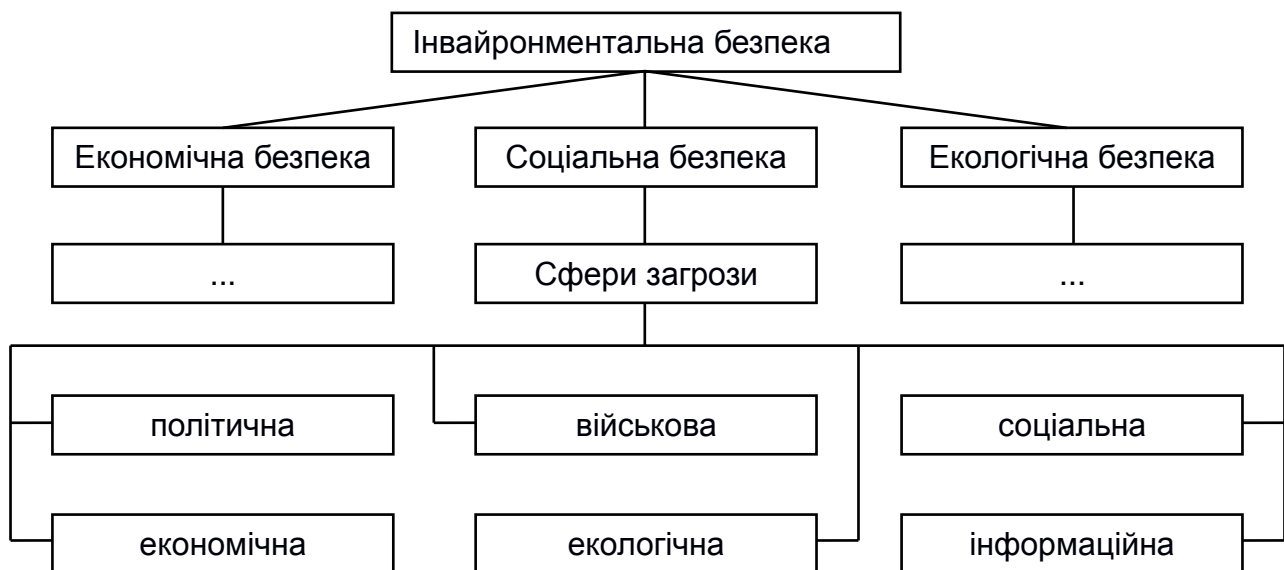 Інвайронментальна безпека
Економічна безпека
Соціальна безпека
Екологічна безпека
...
Сфери загрози
...
політична
військова
соціальна
економічна
екологічна
інформаційна